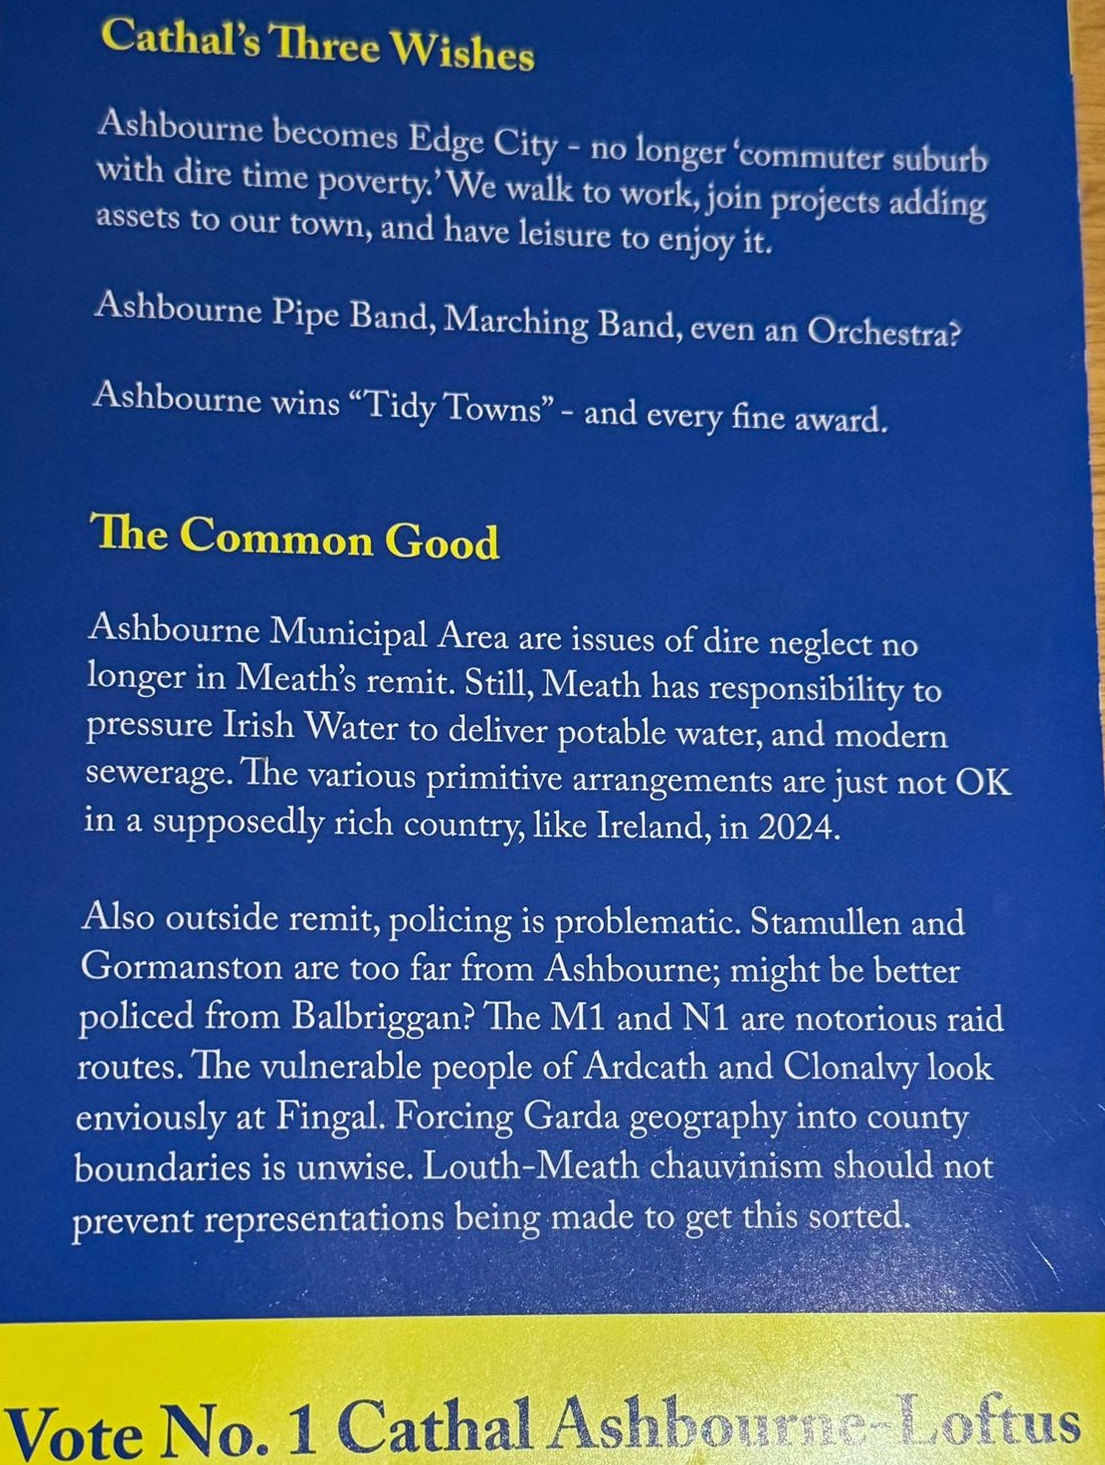 Cathal's Three Wishes
Ashbourne becomes Edge City - no longer ‘commuter suburb
with dire time poverty.’ We walk to work, join projects adding
assets to our town, and have leisure to enjoy it.
Ashbourne Pipe Band, Marching Band, even an Orchestra?
Ashbourne wins “Tidy Towns” - and every fine award.
The Common Good
Ashbourne Municipal Area are issues of dire neglect no
longer in Meath's remit. Still, Meath has responsibility to
pressure Irish Water to deliver potable water, and modern
sewerage. The various primitive arrangements are just not OK
in a supposedly rich country, like Ireland, in 2024.
Also outside remit, policing is problematic. Stamullen and
Gormanston are too far from Ashbourne; might be better
policed from Balbriggan? The M1 and N1 are notorious raid
routes. The vulnerable people of Ardcath and Clonalvy look
enviously at Fingal. Forcing Garda geography into county
boundaries is unwise. Louth-Meath chauvinism should not
prevent representations being made to get this sorted.
Vote No. 1 Cathal Ashbourne-Loftus